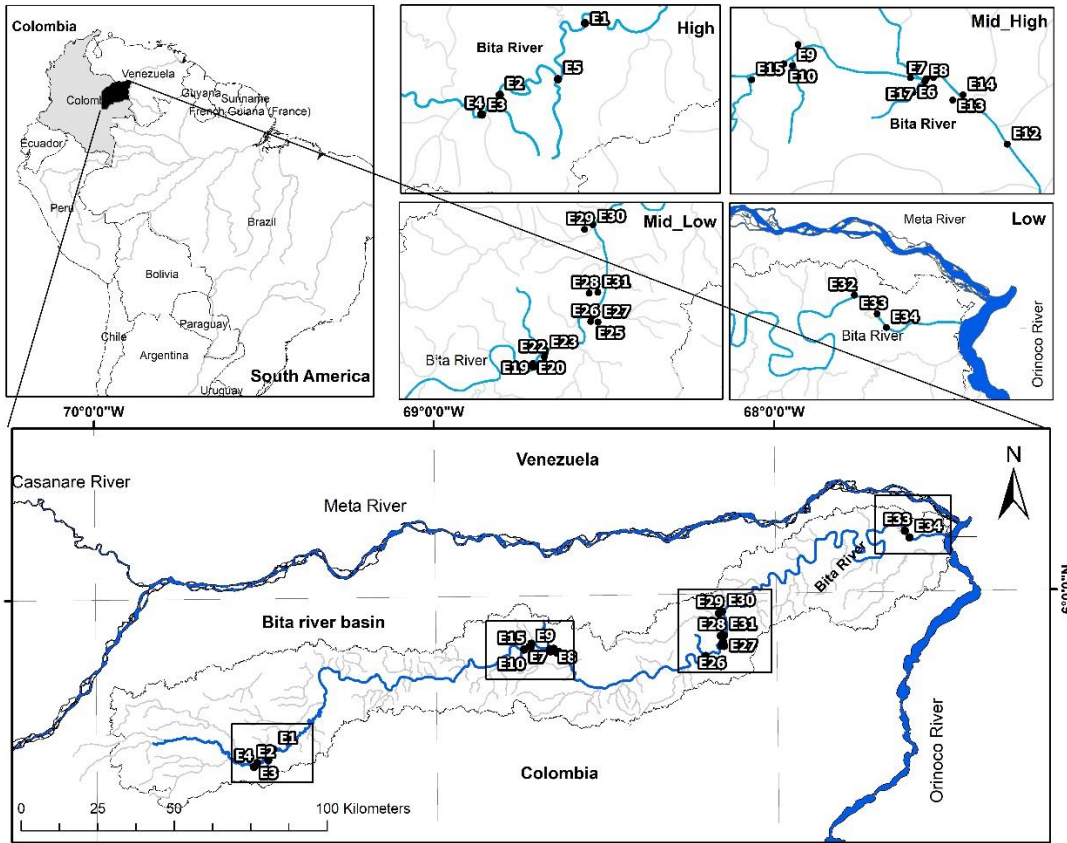 Colombia
Venezuela
Guyana
Suriname
French Guiana (France)
Colomb
Ecuador
Peru
Brazil
Bolivia
Chile
Paraguay
Argentina
Uruguay
South America
High
Bita River
E1
E2
E5
E4
E3
Mid_High
E9
E15
E10
E7
E8
E17
E6
E14
E13
E12
Bita River
Mid_Low
E29
E30
E28
E31
E26
E27
E25
E22
E23
E19
E20
Bita River
Low
Meta River
E32
E33
E34
Bita River
Orinoco River
70°0'0"W
69°0'0"W
68°0'0"W
6°0'0"N
Venezuela
N
Casanare River
Meta River
E33
E34
Bita River
Bita river basin
E29
E30
E28
E31
E27
E26
E15
E9
E10
E7
E8
E1
E2
E4
E3
Colombia
Orinoco River
0 25 50 100 Kilometers